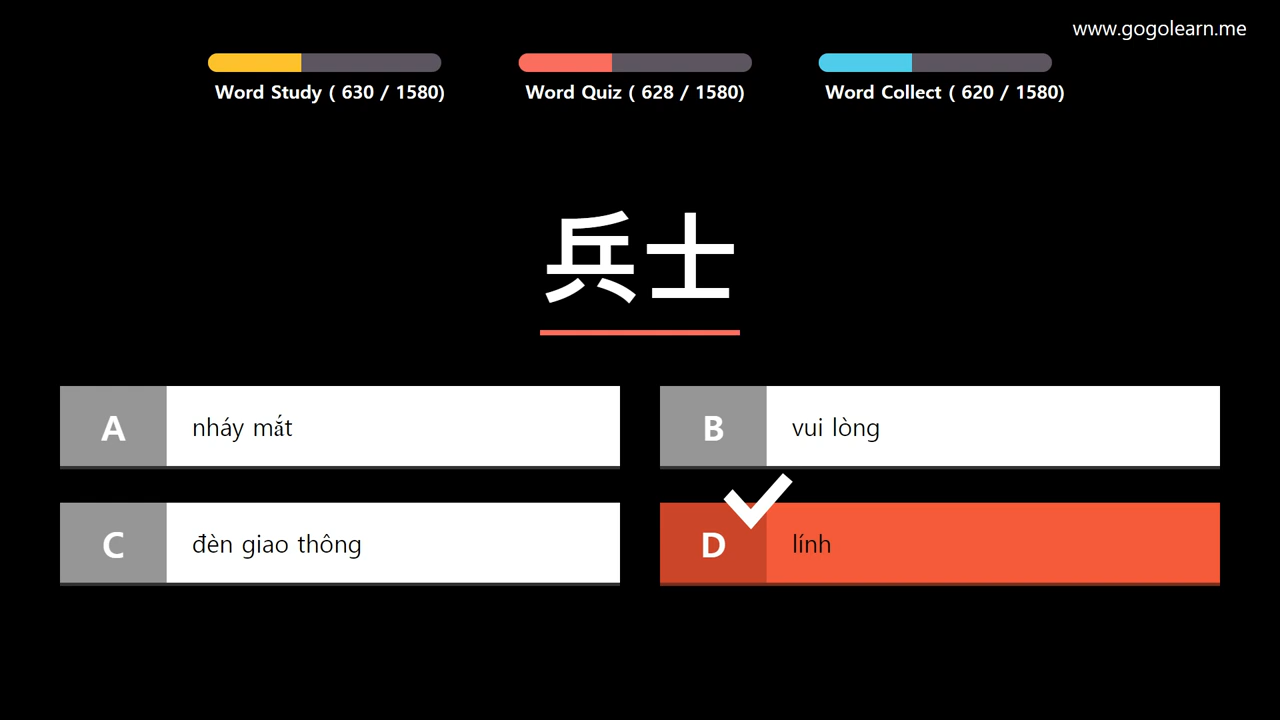 www.gogolearn.me
Word Study ( 630 / 1580)
Word Quiz ( 628 / 1580)
Word Collect ( 620 / 1580)
兵士
A nháy mắt
B vui lòng
C đèn giao thông
D lính